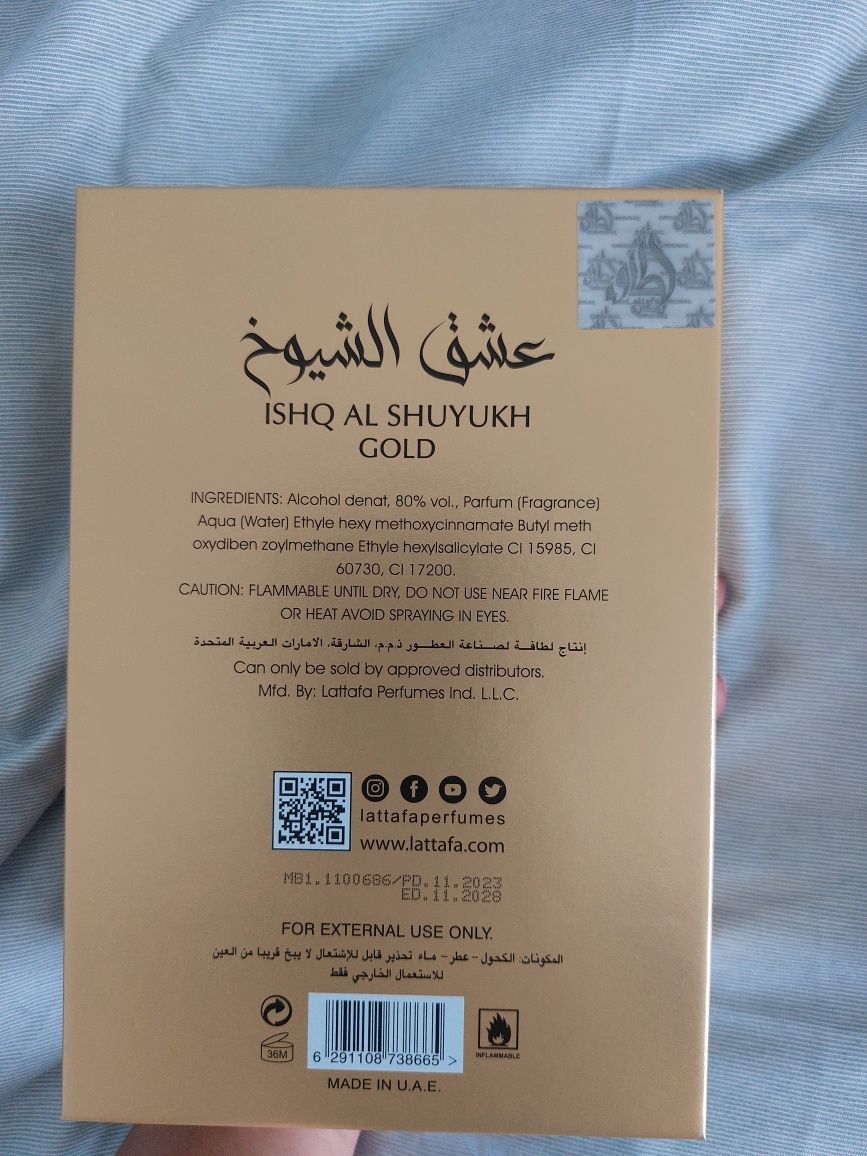 ORIGINAL
لطافة
Lattafa
عشق الشيوخ
ISHQ AL SHUYUKH
GOLD
INGREDIENTS: Alcohol denat, 80% vol., Parfum (Fragrance)
Aqua (Water) Ethyle hexy methoxycinnamate Butyl meth
oxydiben zoylmethane Ethyle hexylsalicylate CI 15985, CI
60730, CI 17200.
CAUTION: FLAMMABLE UNTIL DRY, DO NOT USE NEAR FIRE FLAME
OR HEAT AVOID SPRAYING IN EYES.
إنتاج لطافة لصناعة العطور ذ.م.م، الشارقة، الامارات العربية المتحدة
Can only be sold by approved distributors.
Mfd. By: Lattafa Perfumes Ind. L.L.C.
lattafaperfumes
www.lattafa.com
MB1.1100686/PD.11.2023
ED.11.2028
FOR EXTERNAL USE ONLY.
المكونات: الكحول - عطر - ماء تحذير قابل للإشتعال لا يبخ قريبا من العين
للاستعمال الخارجي فقط
36M
6 291108 738665 >
INFLAMMABLE
MADE IN U.A.E.